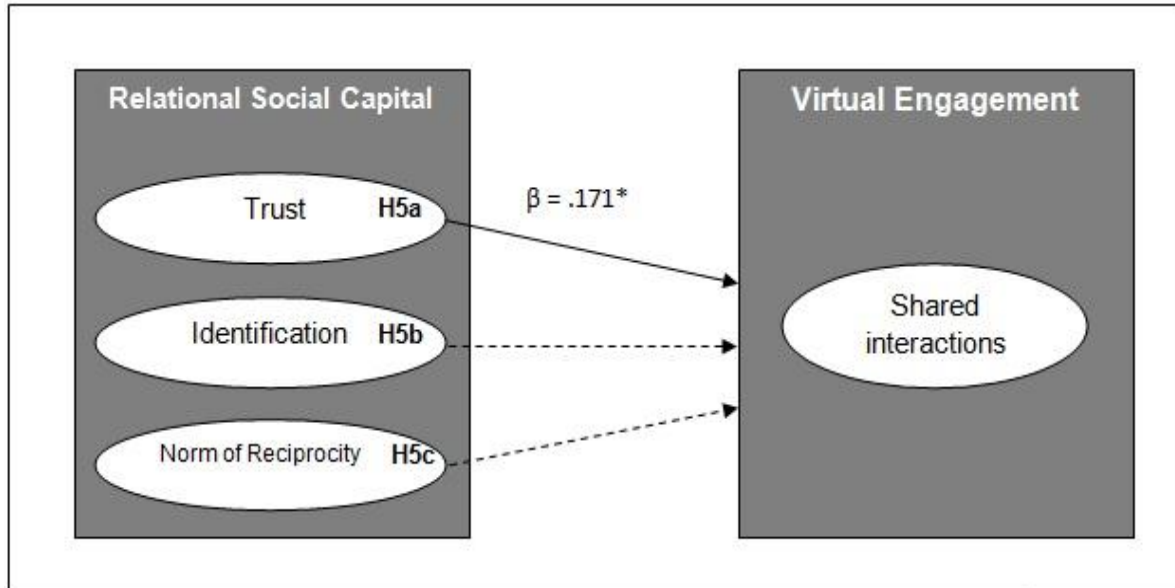 Relational Social Capital
Trust H5a
Identification H5b
Norm of Reciprocity H5c
β = .171*
Virtual Engagement
Shared
interactions